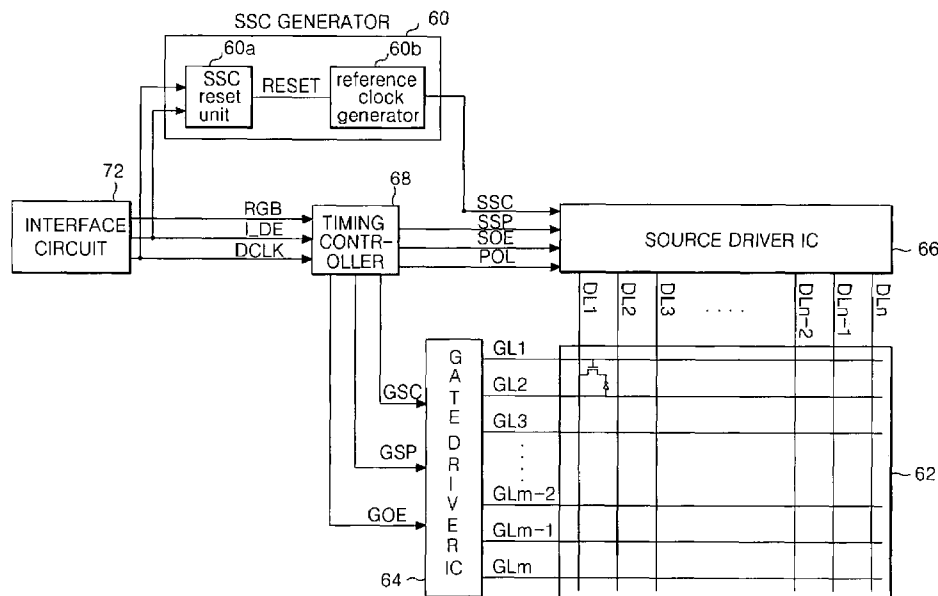 SSC GENERATOR
60
60a
60b
SSC
reset
unit
RESET
reference
clock
generator
72
INTERFACE
CIRCUIT
RGB
I_DE
DCLK
68
TIMING
CONTR-
OLLER
SSC
SSP
SOE
POL
SOURCE DRIVER IC
66
DL1
DL2
DL3
. . . .
DLn-2
DLn-1
DLn
GSC
GSP
GOE
GATE DRIVER IC
64
GL1
GL2
GL3
GLm-2
GLm-1
GLm
62